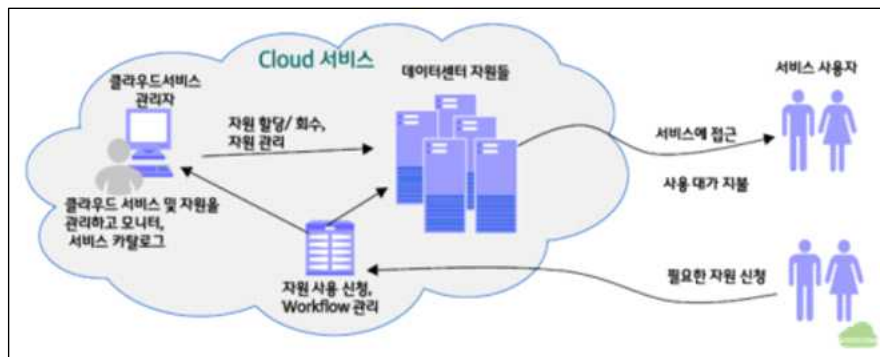 Cloud 서비스
클라우드서비스
관리자
데이터센터 자원들
서비스 사용자
자원 할당/ 회수,
자원 관리
서비스에 접근
사용 대가 지불
클라우드 서비스 및 자원을
관리하고 모니터,
서비스 카탈로그
자원 사용 신청,
Workflow 관리
필요한 자원 신청